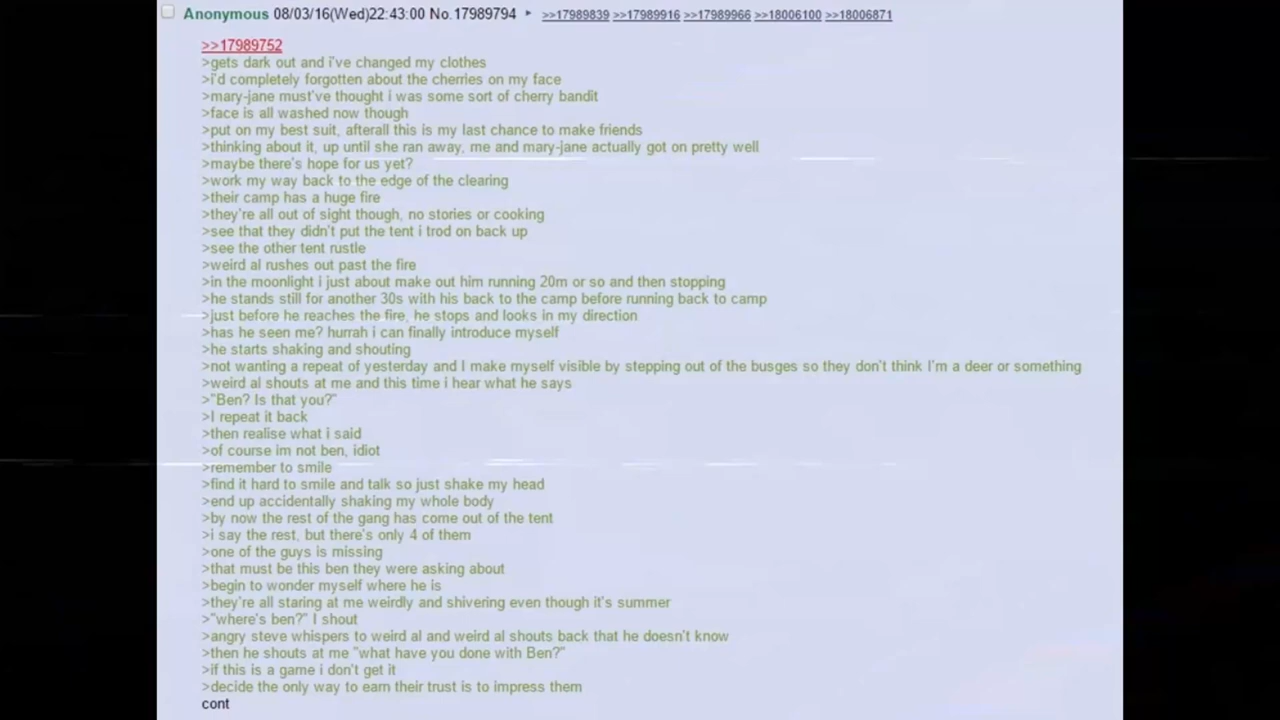 Anonymous 08/03/16(Wed)22:43:00 No.17989794 ▸ >>17989839 >>17989916 >>17989966 >>18006100 >>18006871
>>17989752
>gets dark out and i've changed my clothes
>i'd completely forgotten about the cherries on my face
>mary-jane must've thought i was some sort of cherry bandit
>face is all washed now though
>put on my best suit, afterall this is my last chance to make friends
>thinking about it, up until she ran away, me and mary-jane actually got on pretty well
>maybe there's hope for us yet?
>work my way back to the edge of the clearing
>their camp has a huge fire
>they're all out of sight though, no stories or cooking
>see that they didn't put the tent i trod on back up
>see the other tent rustle
>weird al rushes out past the fire
>in the moonlight i just about make out him running 20m or so and then stopping
>he stands still for another 30s with his back to the camp before running back to camp
>just before he reaches the fire, he stops and looks in my direction
>has he seen me? hurrah i can finally introduce myself
>he starts shaking and shouting
>not wanting a repeat of yesterday and I make myself visible by stepping out of the busges so they don't think I'm a deer or something
>weird al shouts at me and this time i hear what he says
>"Ben? Is that you?"
>I repeat it back
>then realise what i said
>of course im not ben, idiot
>remember to smile
>find it hard to smile and talk so just shake my head
>end up accidentally shaking my whole body
>by now the rest of the gang has come out of the tent
>i say the rest, but there's only 4 of them
>one of the guys is missing
>that must be this ben they were asking about
>begin to wonder myself where he is
>they're all staring at me weirdly and shivering even though it's summer
>"where's ben?" I shout
>angry steve whispers to weird al and weird al shouts back that he doesn't know
>then he shouts at me "what have you done with Ben?"
>if this is a game i don't get it
>decide the only way to earn their trust is to impress them
cont